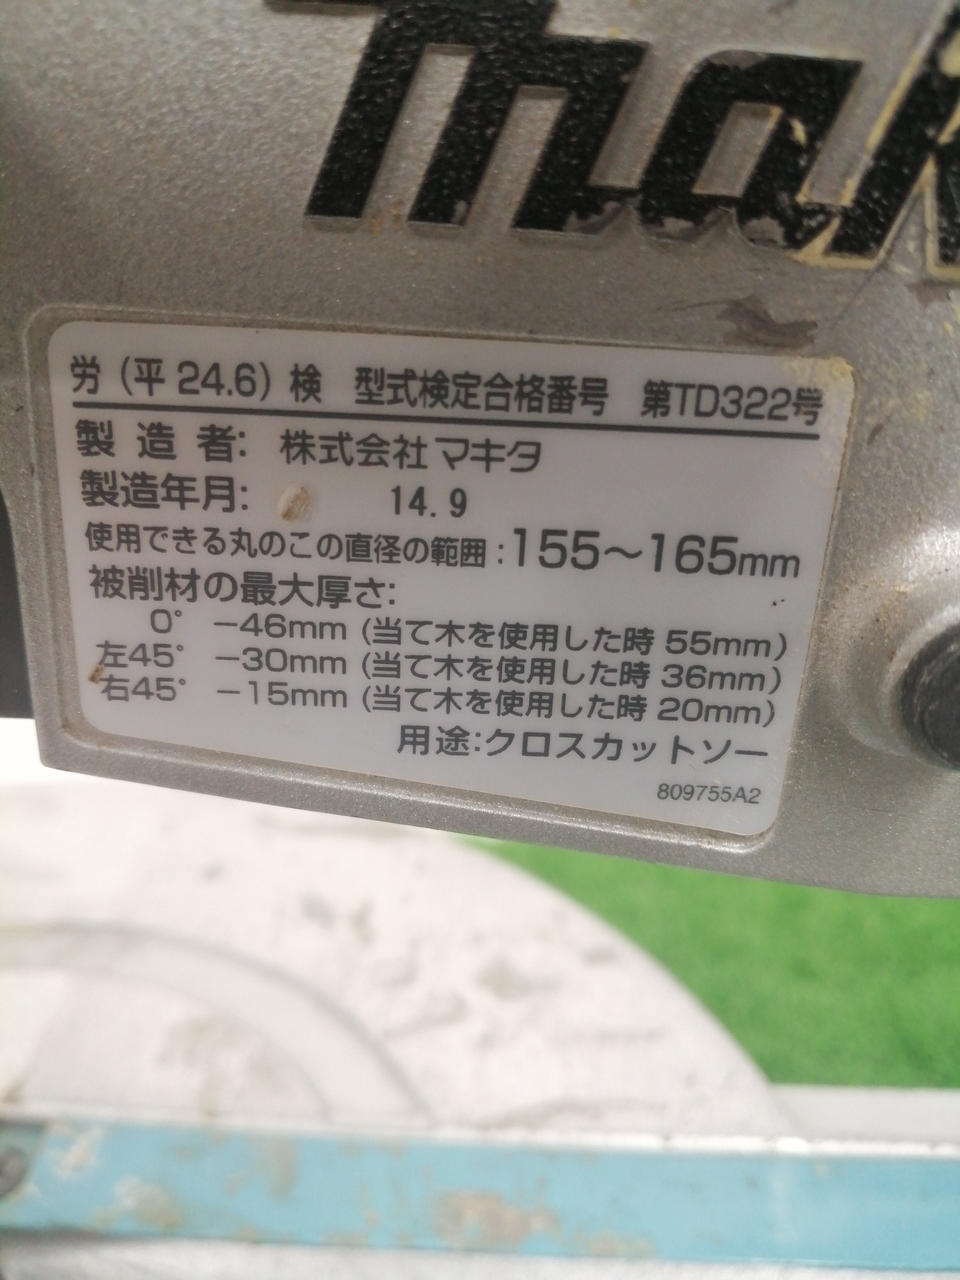 Mak
労（平 24.6）検　型式検定合格番号　第TD322号
製 造 者: 株式会社 マキタ
製造年月: 14.9
使用できる丸のこの直径の範囲 : 155〜165mm
被削材の最大厚さ:
0° −46mm (当て木を使用した時 55mm)
左45° −30mm (当て木を使用した時 36mm)
右45° −15mm (当て木を使用した時 20mm)
用途:クロスカットソー
809755A2